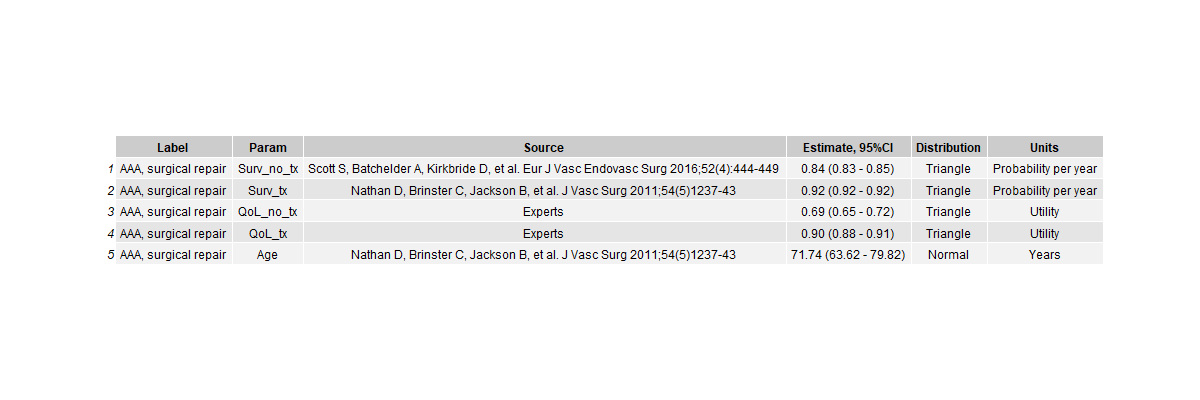 Label Param Source Estimate, 95%CI Distribution Units
1 AAA, surgical repair Surv_no_tx Scott S, Batchelder A, Kirkbride D, et al. Eur J Vasc Endovasc Surg 2016;52(4):444-449 0.84 (0.83 - 0.85) Triangle Probability per year
2 AAA, surgical repair Surv_tx Nathan D, Brinster C, Jackson B, et al. J Vasc Surg 2011;54(5)1237-43 0.92 (0.92 - 0.92) Triangle Probability per year
3 AAA, surgical repair QoL_no_tx Experts 0.69 (0.65 - 0.72) Triangle Utility
4 AAA, surgical repair QoL_tx Experts 0.90 (0.88 - 0.91) Triangle Utility
5 AAA, surgical repair Age Nathan D, Brinster C, Jackson B, et al. J Vasc Surg 2011;54(5)1237-43 71.74 (63.62 - 79.82) Normal Years